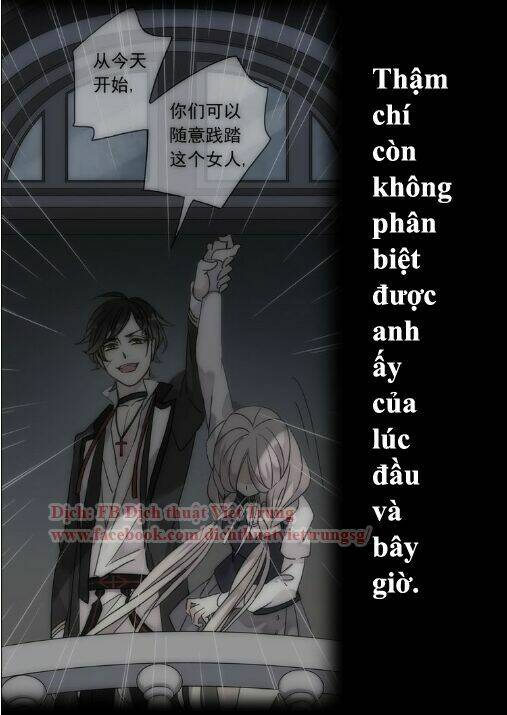 从今天
开始,
你们可以
随意践踏
这个女人,
Thậm
chí
còn
không
phân
biệt
được
anh
ấy
của
lúc
đầu
và
bây
giờ.
Dịch: FB Dịch thuật Việt Trung
www.facebook.com/dichthuatviettrungsg/